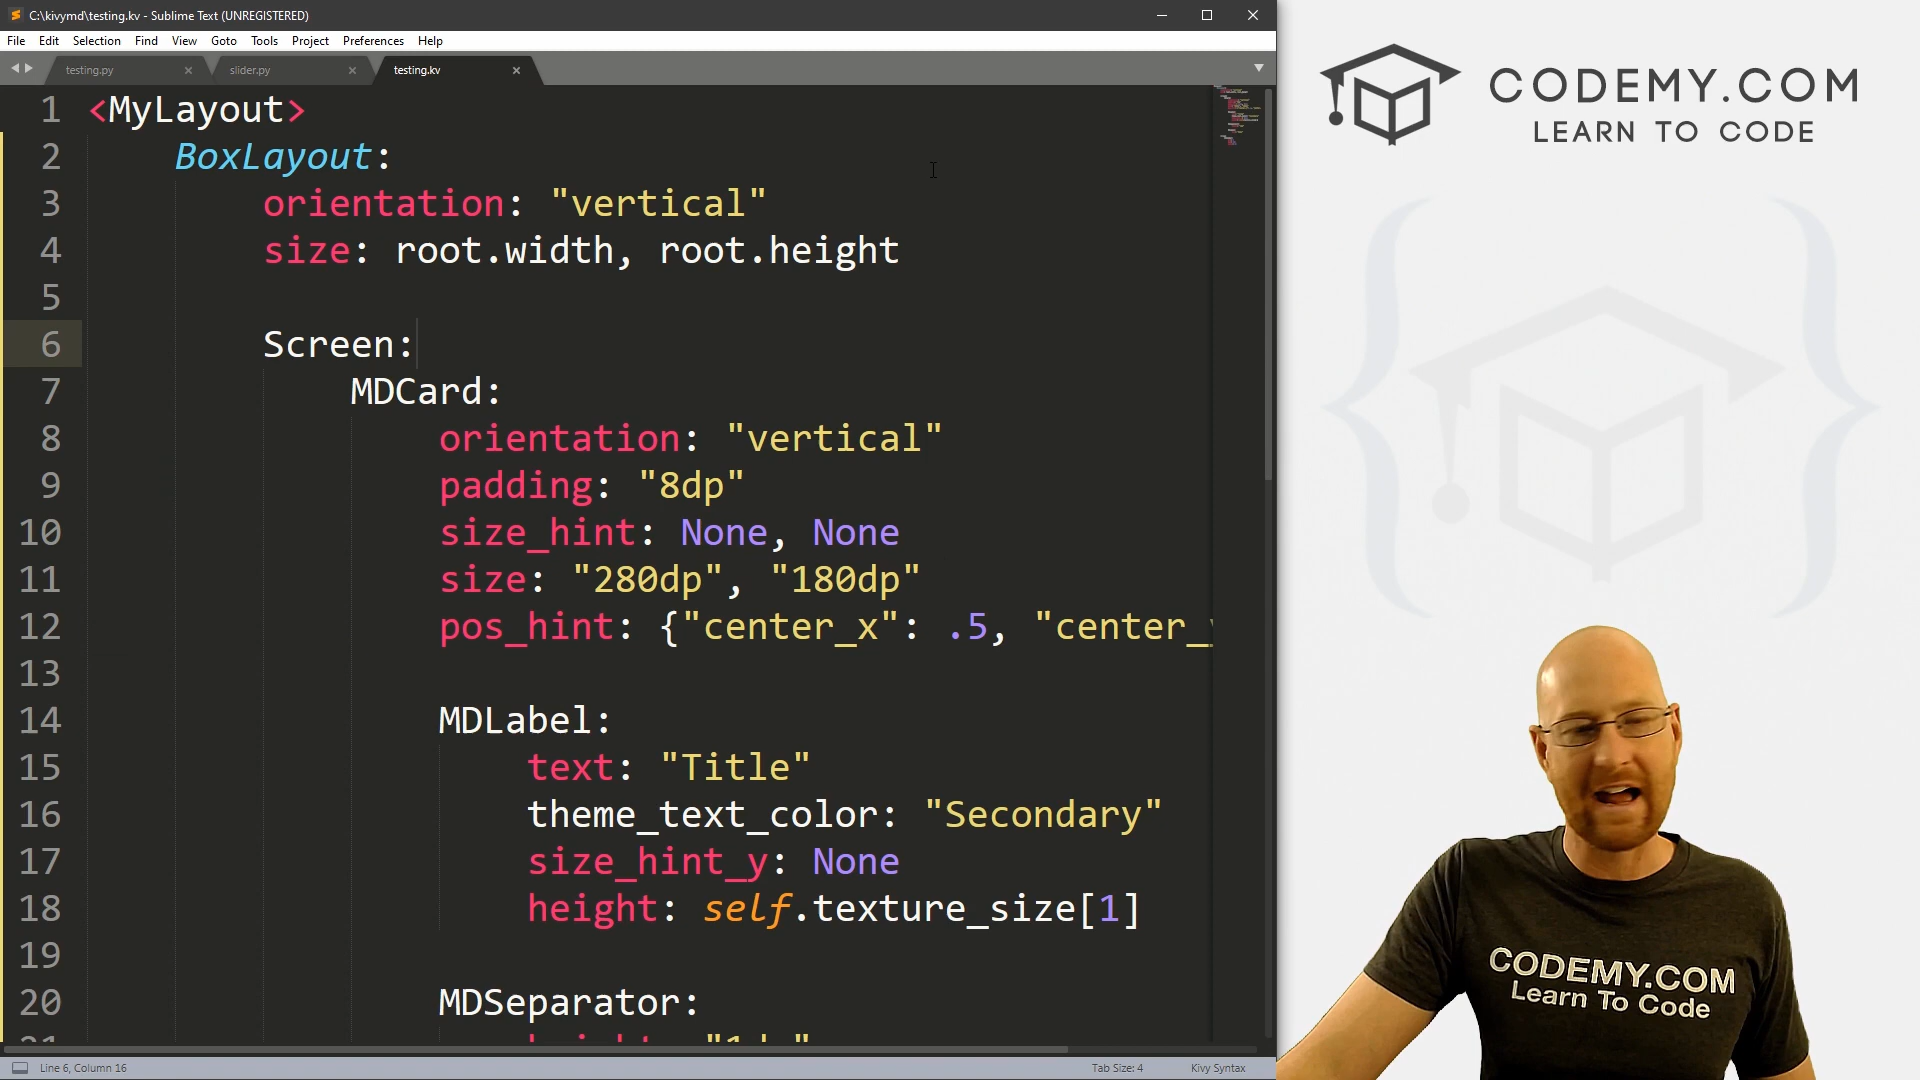 C:\kivymd\testing.kv - Sublime Text (UNREGISTERED)
File Edit Selection Find View Goto Tools Project Preferences Help
testing.py slider.py testing.kv
1 <MyLayout>
2 BoxLayout:
3 orientation: "vertical"
4 size: root.width, root.height
5
6 Screen:
7 MDCard:
8 orientation: "vertical"
9 padding: "8dp"
10 size_hint: None, None
11 size: "280dp", "180dp"
12 pos_hint: {"center_x": .5, "center_
13
14 MDLabel:
15 text: "Title"
16 theme_text_color: "Secondary"
17 size_hint_y: None
18 height: self.texture_size[1]
19
20 MDSeparator:
Line 6, Column 16 Tab Size: 4 Kivy Syntax
CODEMY.COM
LEARN TO CODE
CODEMY.COM
Learn To Code